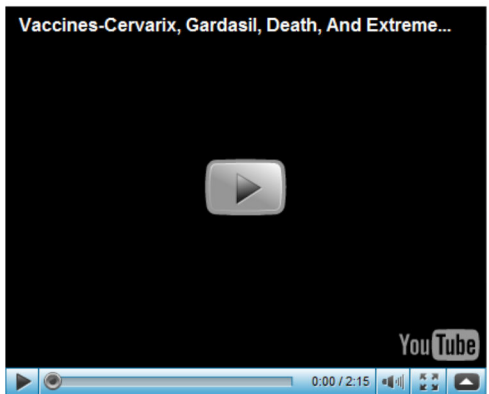 Vaccines-Cervarix, Gardasil, Death, And Extreme...
YouTube
0:00 / 2:15